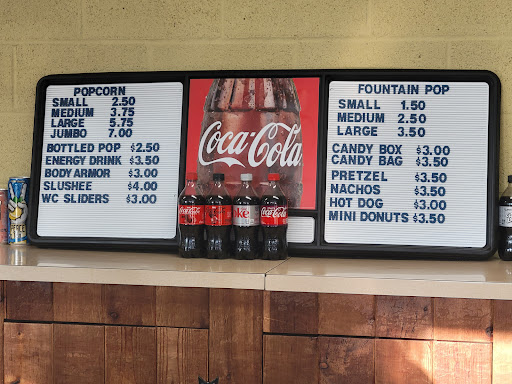 POPCORN
SMALL 2.50
MEDIUM 3.75
LARGE 5.75
JUMBO 7.00
BOTTLED POP $2.50
ENERGY DRINK $3.50
BODY ARMOR $3.00
SLUSHEE $4.00
WC SLIDERS $3.00
Coca-Cola
FOUNTAIN POP
SMALL 1.50
MEDIUM 2.50
LARGE 3.50
CANDY BOX $3.00
CANDY BAG $3.50
PRETZEL $3.50
NACHOS $3.50
HOT DOG $3.00
MINI DONUTS $3.50
Coca-Cola